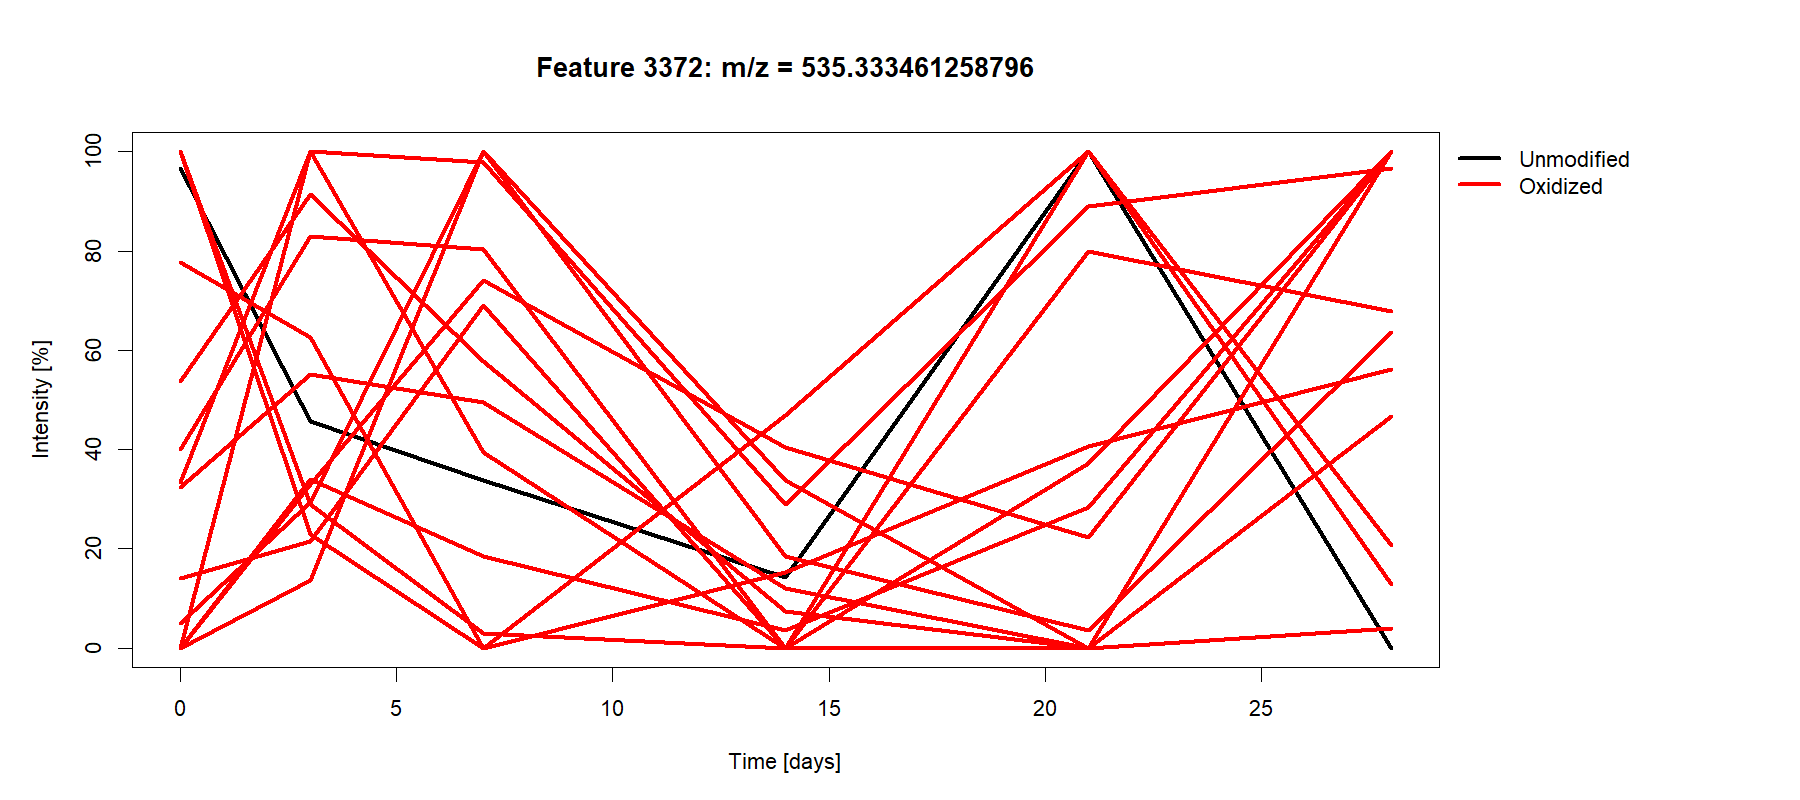 Feature 3372: m/z = 535.333461258796
Unmodified
Oxidized
100
80
60
40
20
0
Intensity [%]
0 5 10 15 20 25
Time [days]